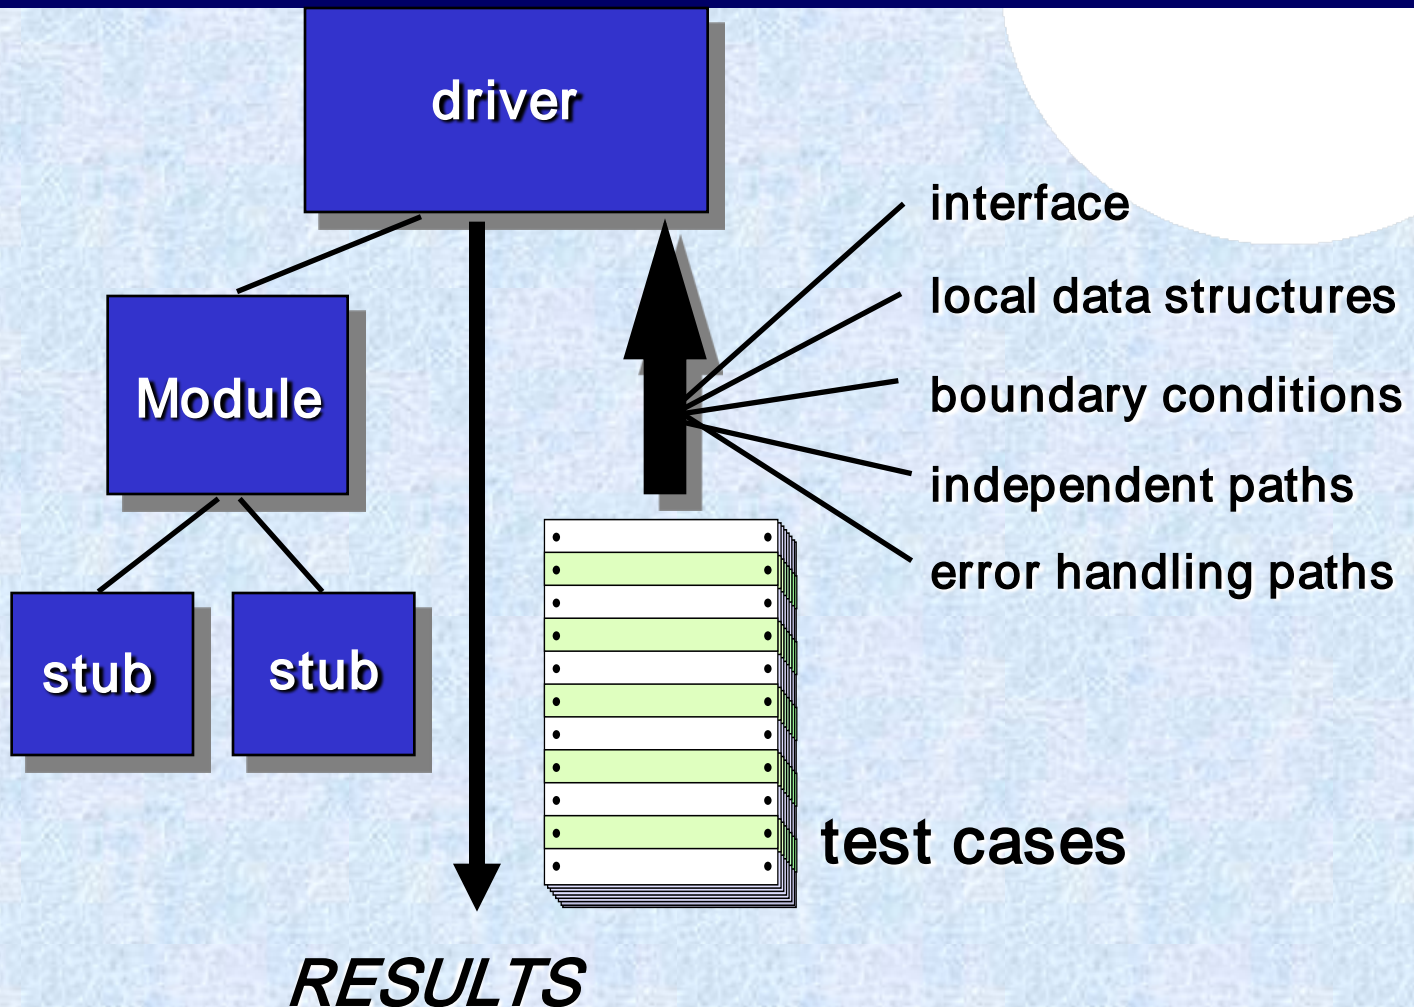 driver
interface
local data structures
Module
boundary conditions
independent paths
error handling paths
stub
stub
test cases
RESULTS